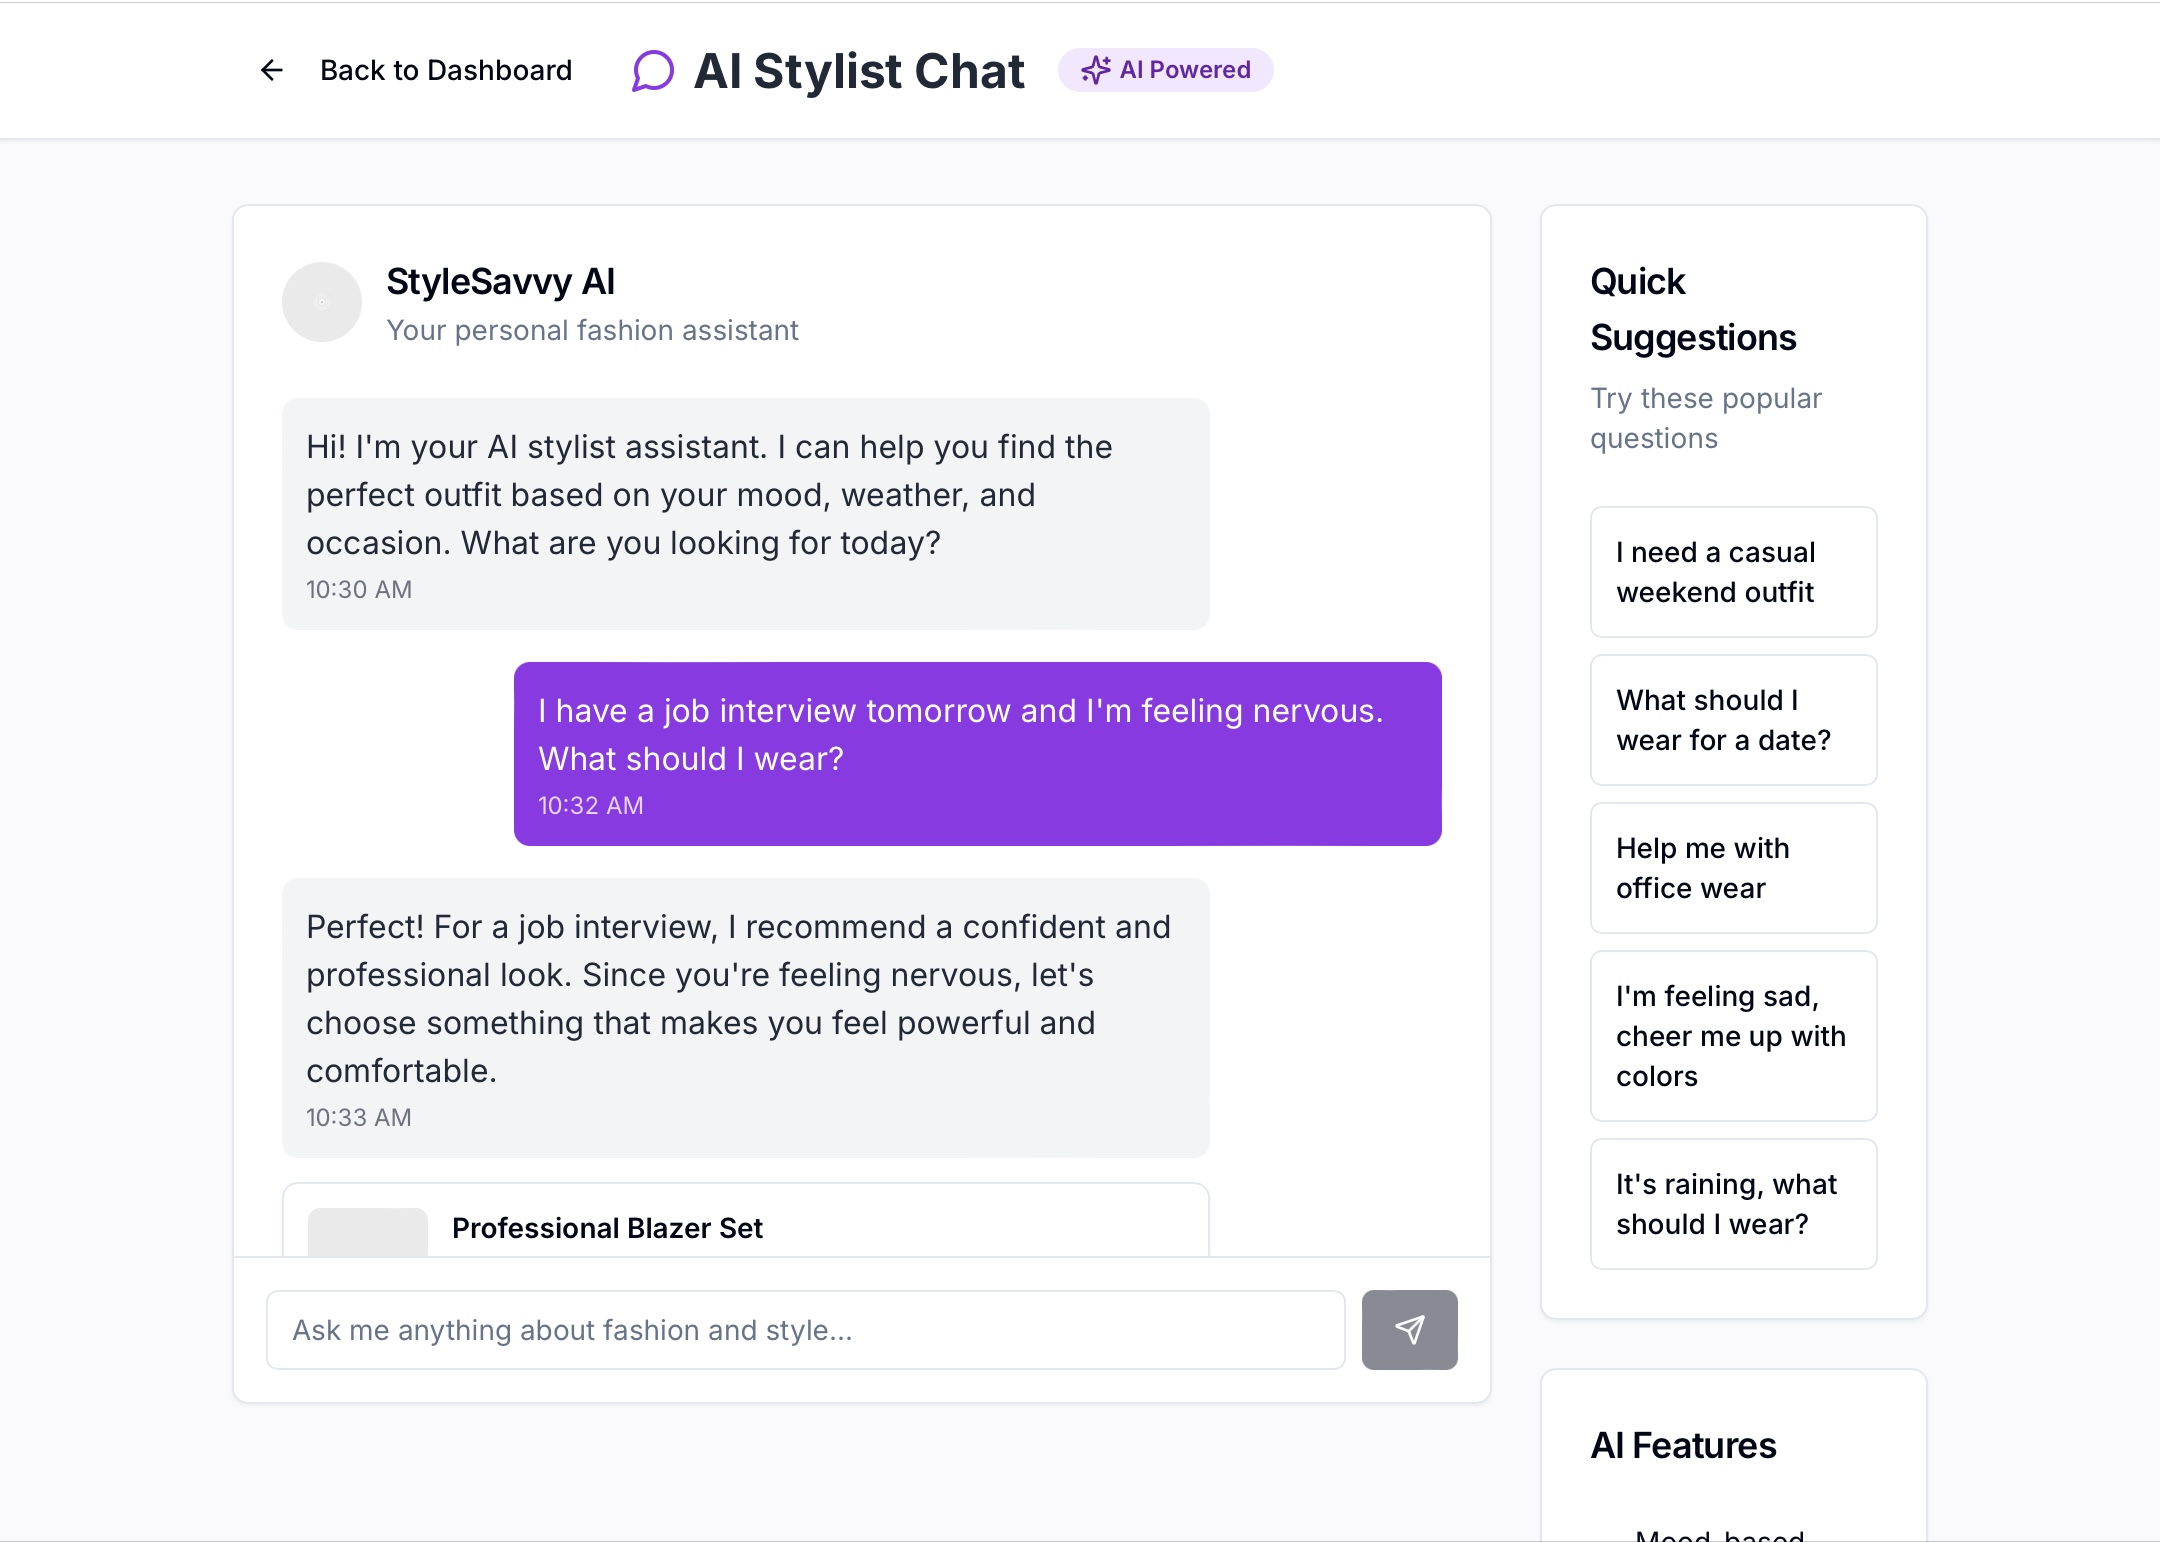 Back to Dashboard
AI Stylist Chat
AI Powered
StyleSavvy AI
Your personal fashion assistant
Hi! I'm your AI stylist assistant. I can help you find the
perfect outfit based on your mood, weather, and
occasion. What are you looking for today?
10:30 AM
I have a job interview tomorrow and I'm feeling nervous.
What should I wear?
10:32 AM
Perfect! For a job interview, I recommend a confident and
professional look. Since you're feeling nervous, let's
choose something that makes you feel powerful and
comfortable.
10:33 AM
Professional Blazer Set
Ask me anything about fashion and style...
Quick
Suggestions
Try these popular
questions
I need a casual
weekend outfit
What should I
wear for a date?
Help me with
office wear
I'm feeling sad,
cheer me up with
colors
It's raining, what
should I wear?
AI Features
Mood-based